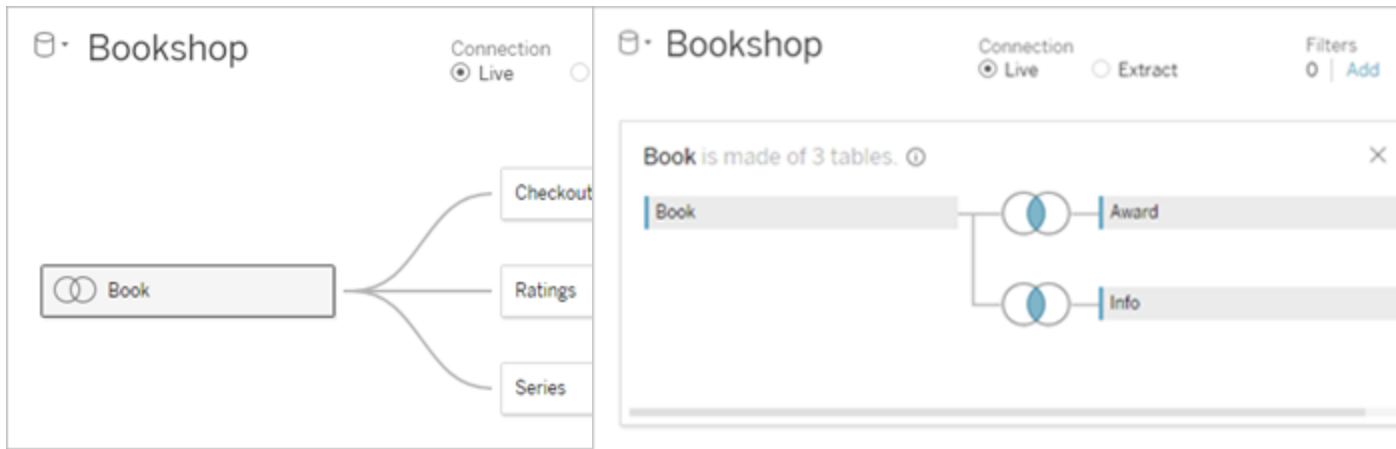 Bookshop
Connection
Live
Checkout
Book
Ratings
Series
Bookshop
Connection
Live Extract
Filters
0 Add
Book is made of 3 tables.
Book
Award
Info